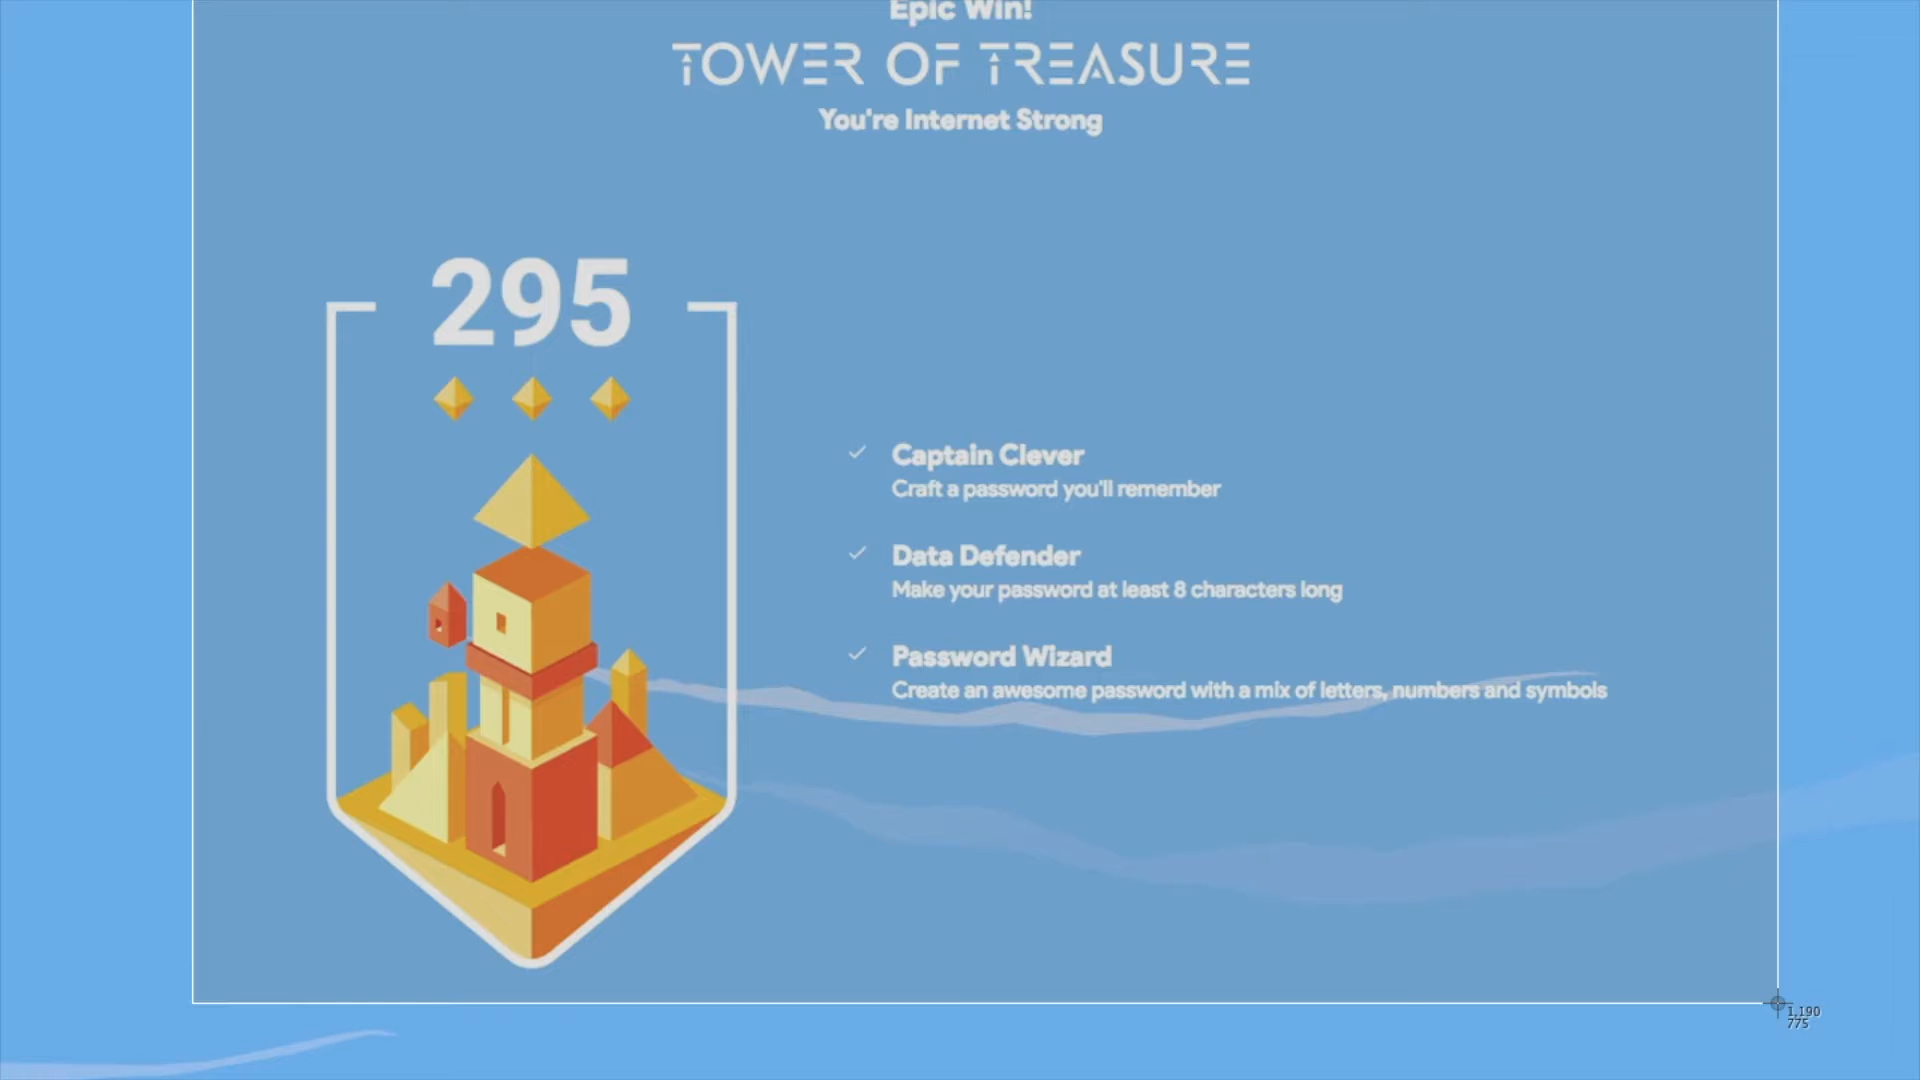 Epic Win!
TOWER OF TREASURE
You're Internet Strong
295
Captain Clever
Craft a password you'll remember
Data Defender
Make your password at least 8 characters long
Password Wizard
Create an awesome password with a mix of letters, numbers and symbols
1,190
775